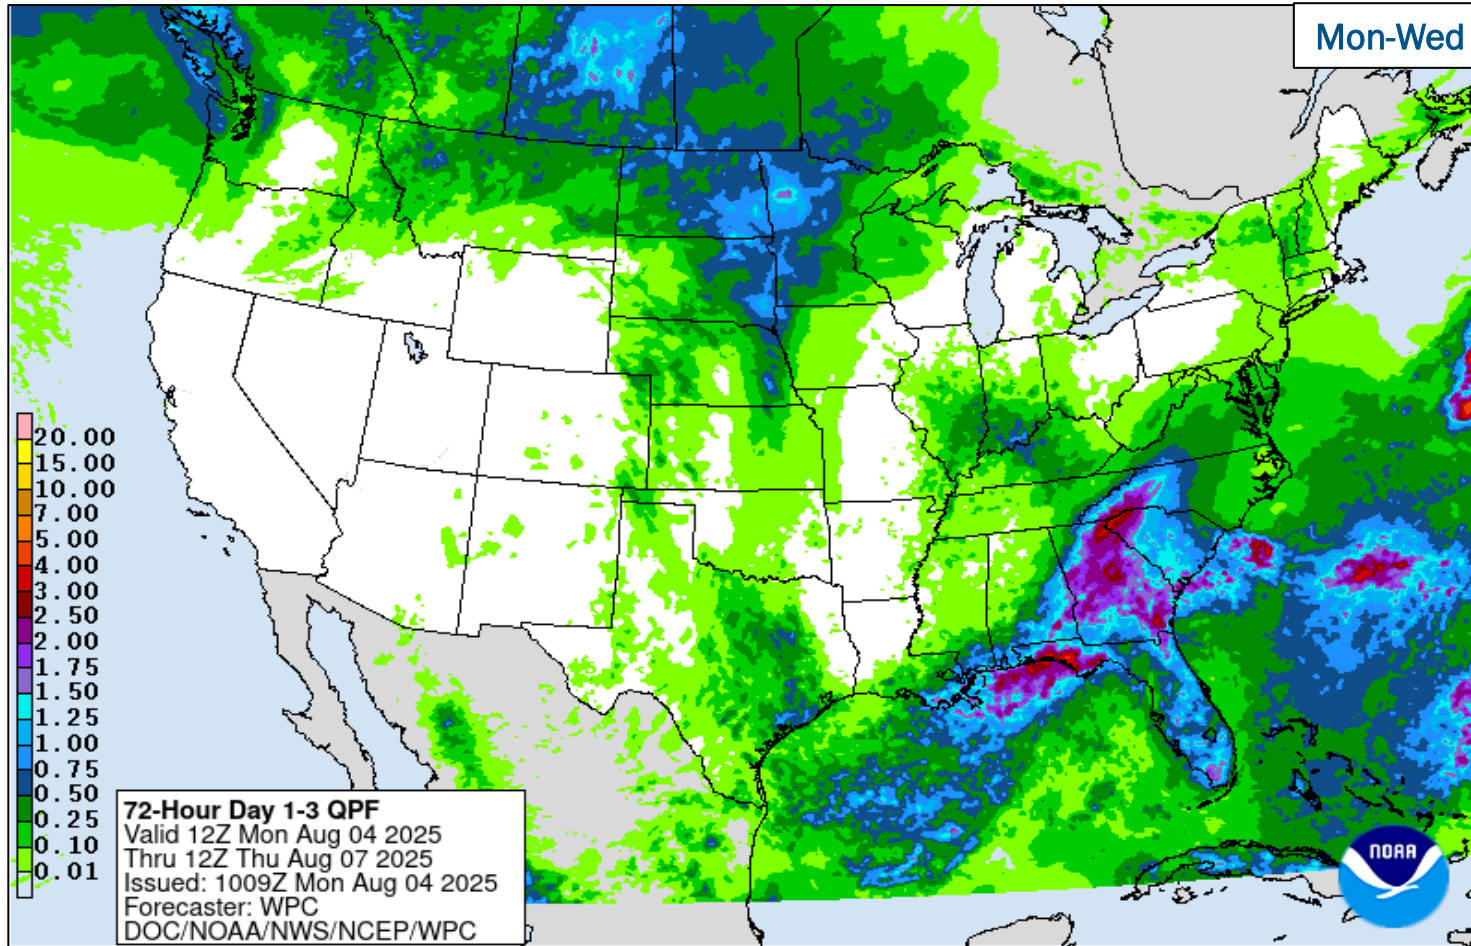 Mon-Wed
20.00
15.00
10.00
7.00
5.00
4.00
3.00
2.50
2.00
1.75
1.50
1.25
1.00
0.75
0.50
0.25
0.10
0.01
72-Hour Day 1-3 QPF
Valid 12Z Mon Aug 04 2025
Thru 12Z Thu Aug 07 2025
Issued: 1009Z Mon Aug 04 2025
Forecaster: WPC
DOC/NOAA/NWS/NCEP/WPC
NOAA